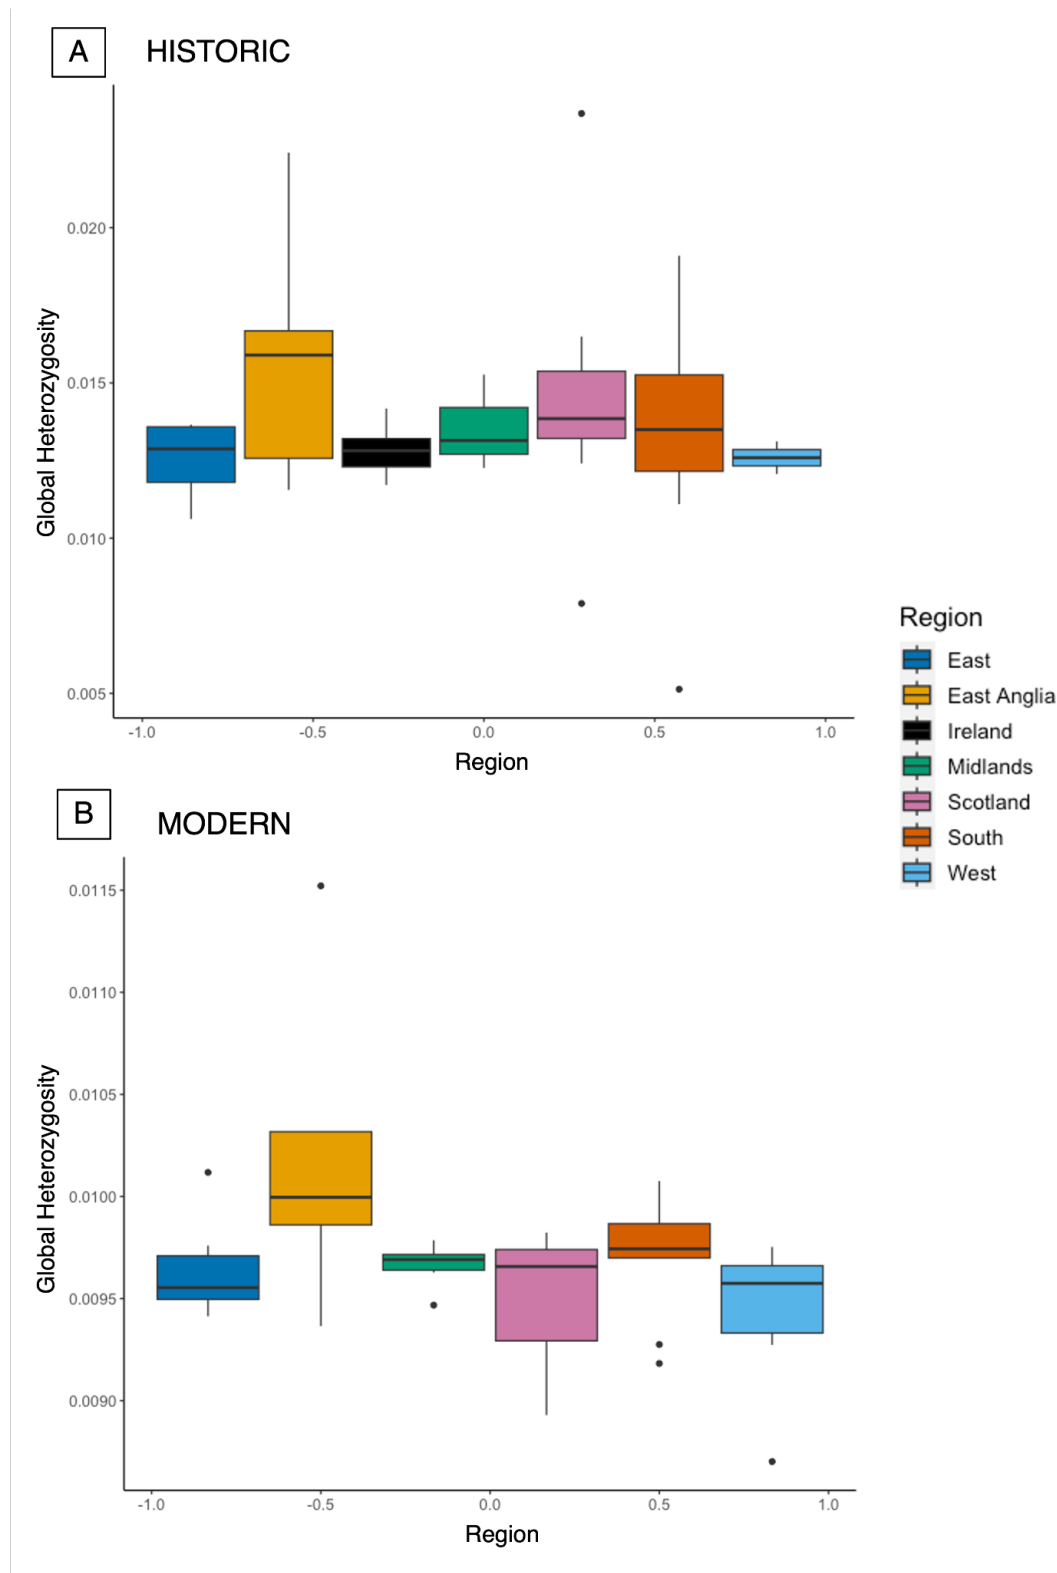 A HISTORIC
Global Heterozygosity
0.020
0.015
0.010
0.005
-1.0 -0.5 0.0 0.5 1.0
Region
Region
East
East Anglia
Ireland
Midlands
Scotland
South
West
B MODERN
Global Heterozygosity
0.0115
0.0110
0.0105
0.0100
0.0095
0.0090
-1.0 -0.5 0.0 0.5 1.0
Region